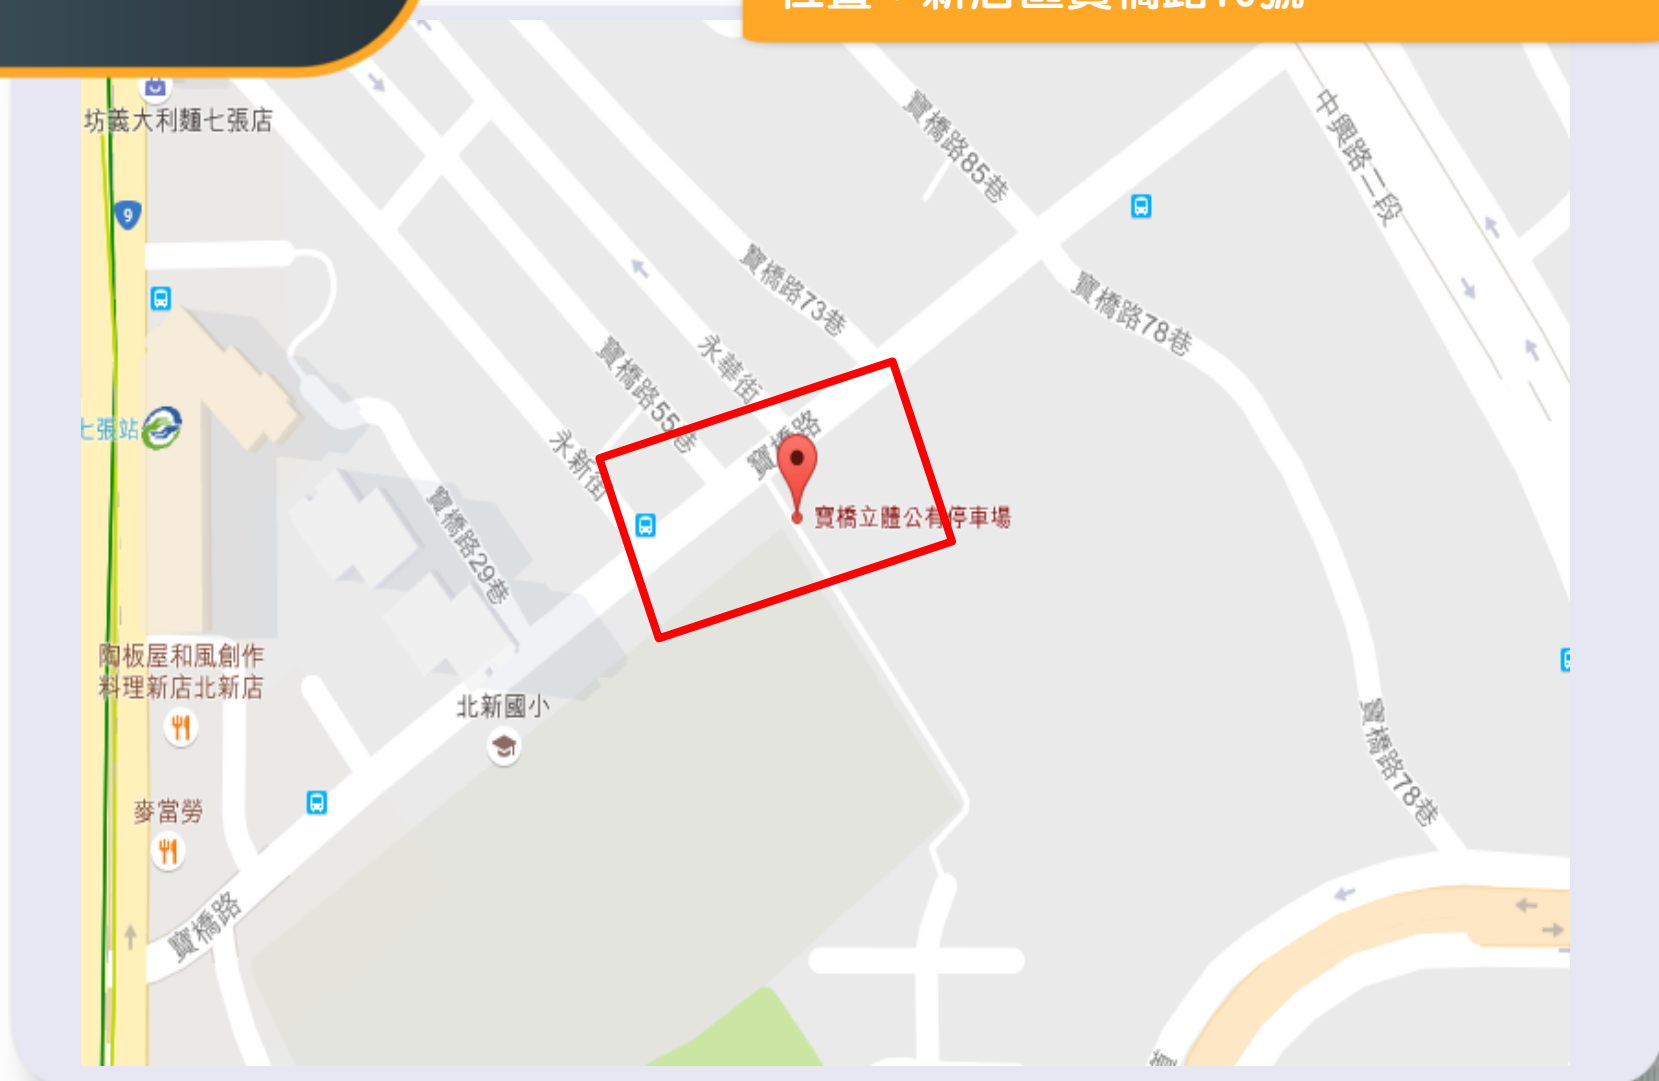 坊義大利麵七張店
9
寶橋路85巷
中興路二段
寶橋路73巷
寶橋路78巷
永華街
寶橋路55巷
七張站
永新街
寶橋路
寶橋路29巷
寶橋立體公有停車場
陶板屋和風創作
料理新店北新店
北新國小
寶橋路78巷
麥當勞
寶橋路